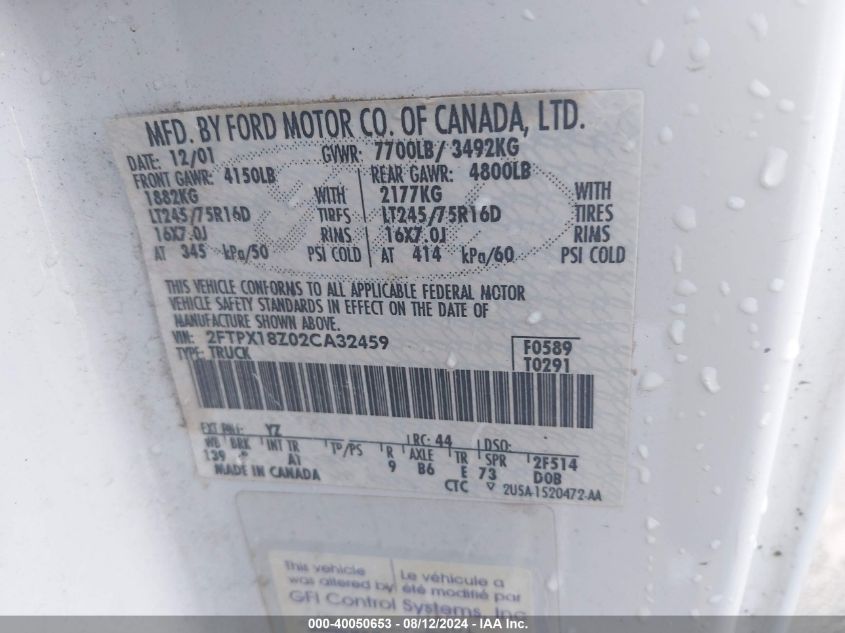 MFD. BY FORD MOTOR CO. OF CANADA, LTD.
DATE: 12/01 GVWR: 7700LB/ 3492KG
FRONT GAWR: 4150LB REAR GAWR: 4800LB
1882KG WITH 2177KG WITH
LT245/75R16D TIRES LT245/75R16D TIRES
16X7.0J RIMS 16X7.0J RIMS
AT 345 kPa/50 PSI COLD AT 414 kPa/60 PSI COLD
THIS VEHICLE CONFORMS TO ALL APPLICABLE FEDERAL MOTOR
VEHICLE SAFETY STANDARDS IN EFFECT ON THE DATE OF
MANUFACTURE SHOWN ABOVE.
VIN: 2FTPX18Z02CA32459
TYPE: TRUCK
F0589
T0291
EXT PNT: YZ RC: 44 DSO:
WB BRK INT TR TP/PS R AXLE TR SPR 2F514
139 A1 9 B6 E 73 DOB
MADE IN CANADA CTC ▽ 2U5A-1520472-AA
This vehicle
was altered by
Le véhicule a
été modifié par
GFI Control Systems, Inc.
000-40050653 - 08/12/2024 - IAA Inc.